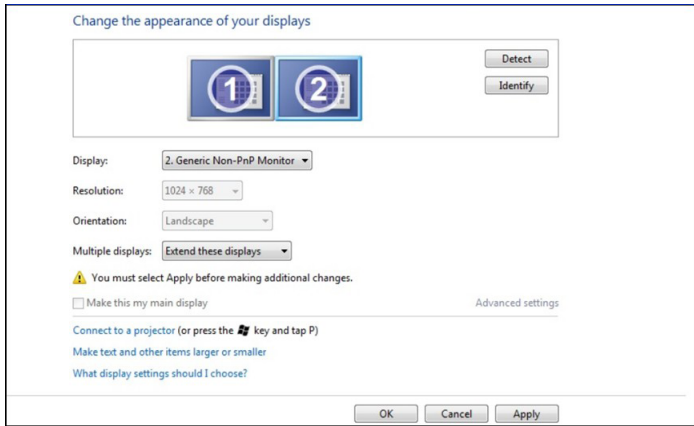 Change the appearance of your displays
1 2
Detect
Identify
Display: 2. Generic Non-PnP Monitor
Resolution: 1024 × 768
Orientation: Landscape
Multiple displays: Extend these displays
You must select Apply before making additional changes.
Make this my main display Advanced settings
Connect to a projector (or press the key and tap P)
Make text and other items larger or smaller
What display settings should I choose?
OK Cancel Apply